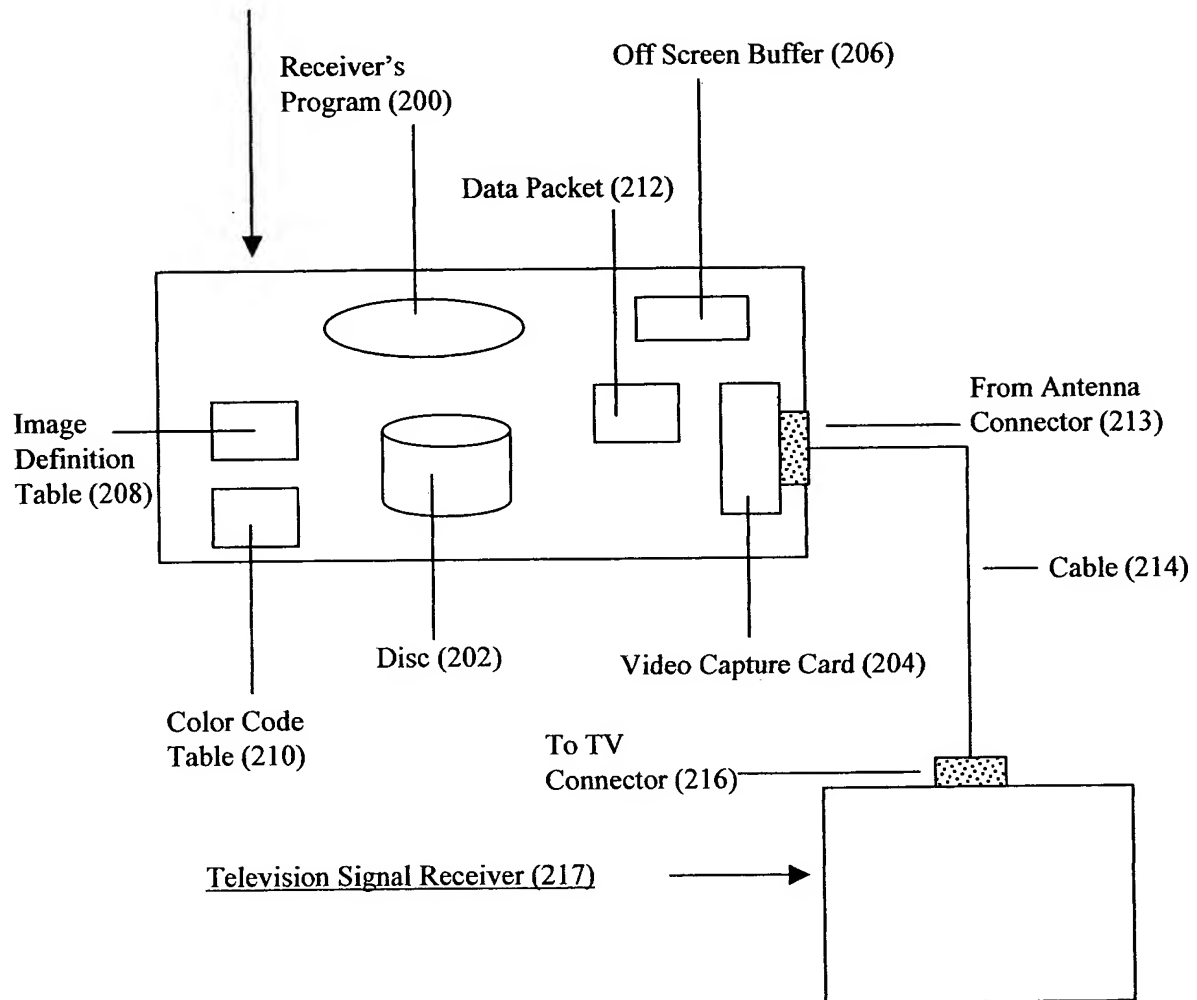 Receiver's
Program (200)
Off Screen Buffer (206)
Data Packet (212)
From Antenna
Connector (213)
Image
Definition
Table (208)
Cable (214)
Disc (202)
Video Capture Card (204)
Color Code
Table (210)
To TV
Connector (216)
Television Signal Receiver (217)